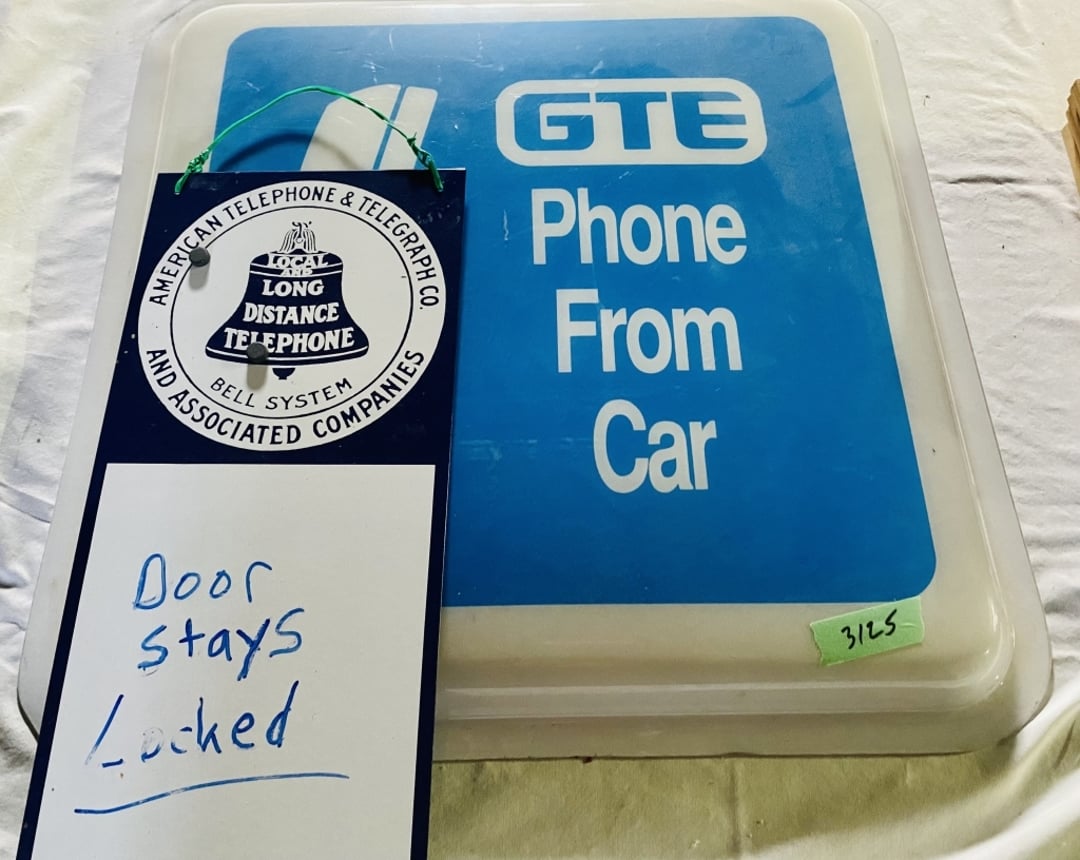 GTE
Phone
From
Car
3125
AMERICAN TELEPHONE & TELEGRAPH CO.
LOCAL
AND
LONG
DISTANCE
TELEPHONE
BELL SYSTEM
AND ASSOCIATED COMPANIES
Door
stays
Locked